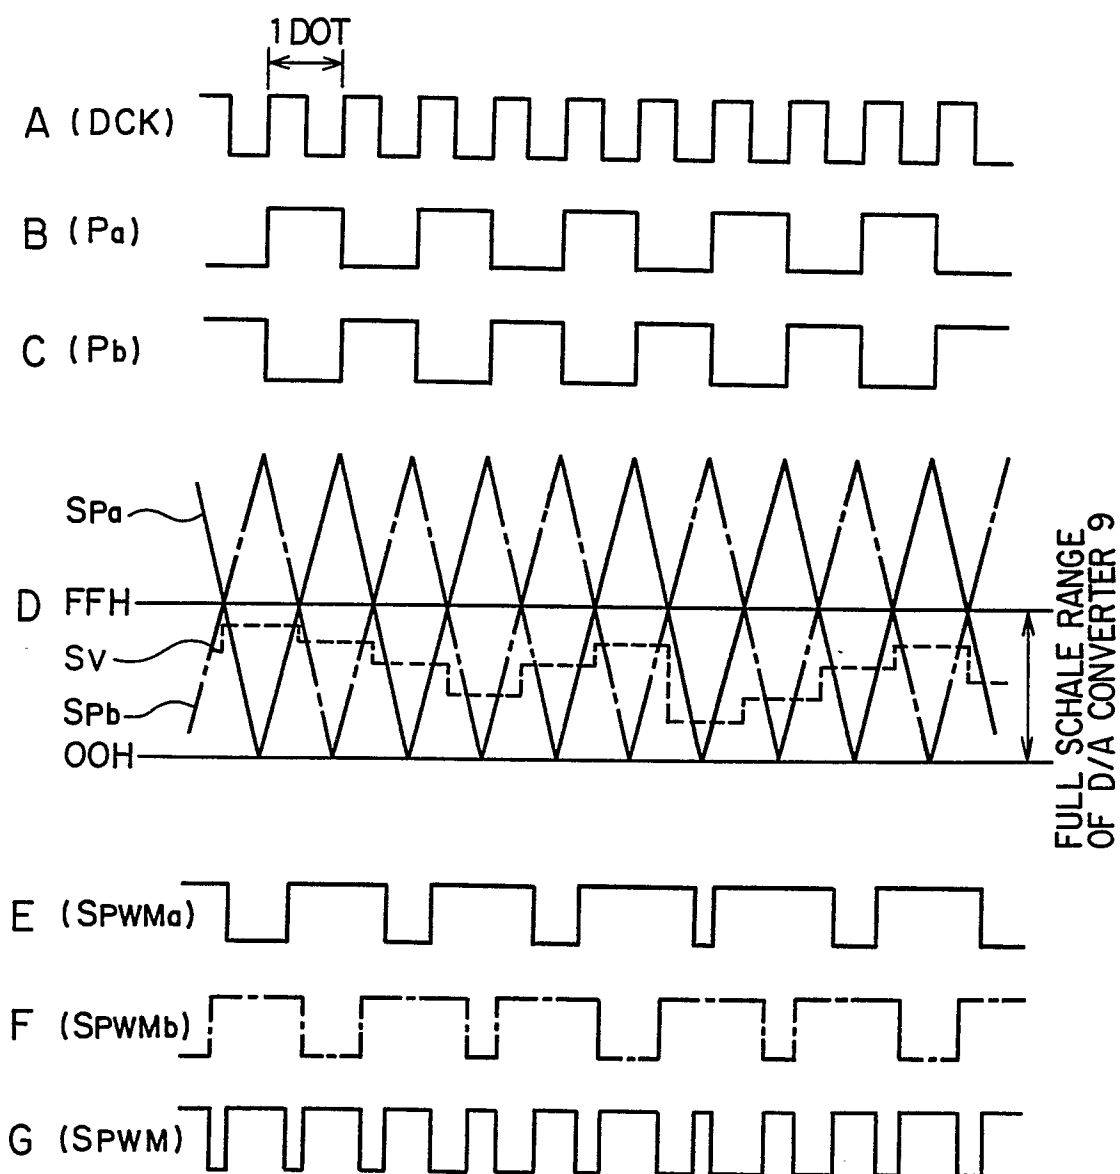 1 DOT
A (DCK)
B (Pa)
C (Pb)
SPa
D FFH
SV
SPb
OOH
FULL SCHALE RANGE
OF D/A CONVERTER 9
E (SPWMa)
F (SPWMb)
G (SPWM)